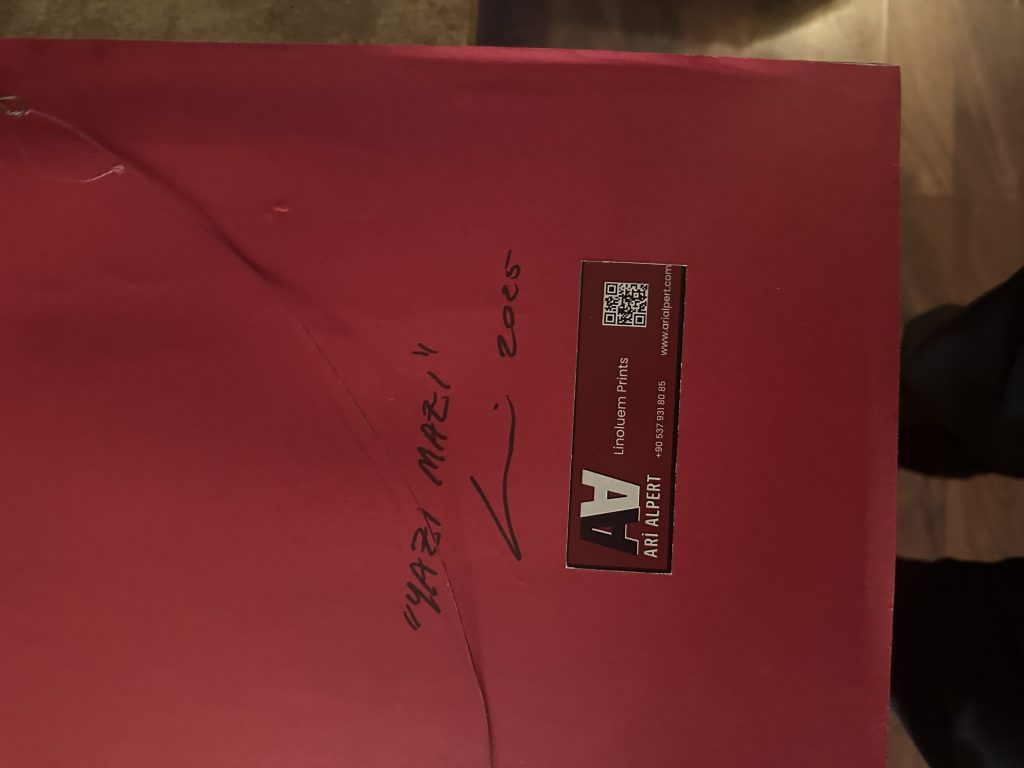 "YAZI MAZI"
2025
AA
ARİ ALPERT
Linoluem Prints
+90 537 931 80 85
www.arialpert.com